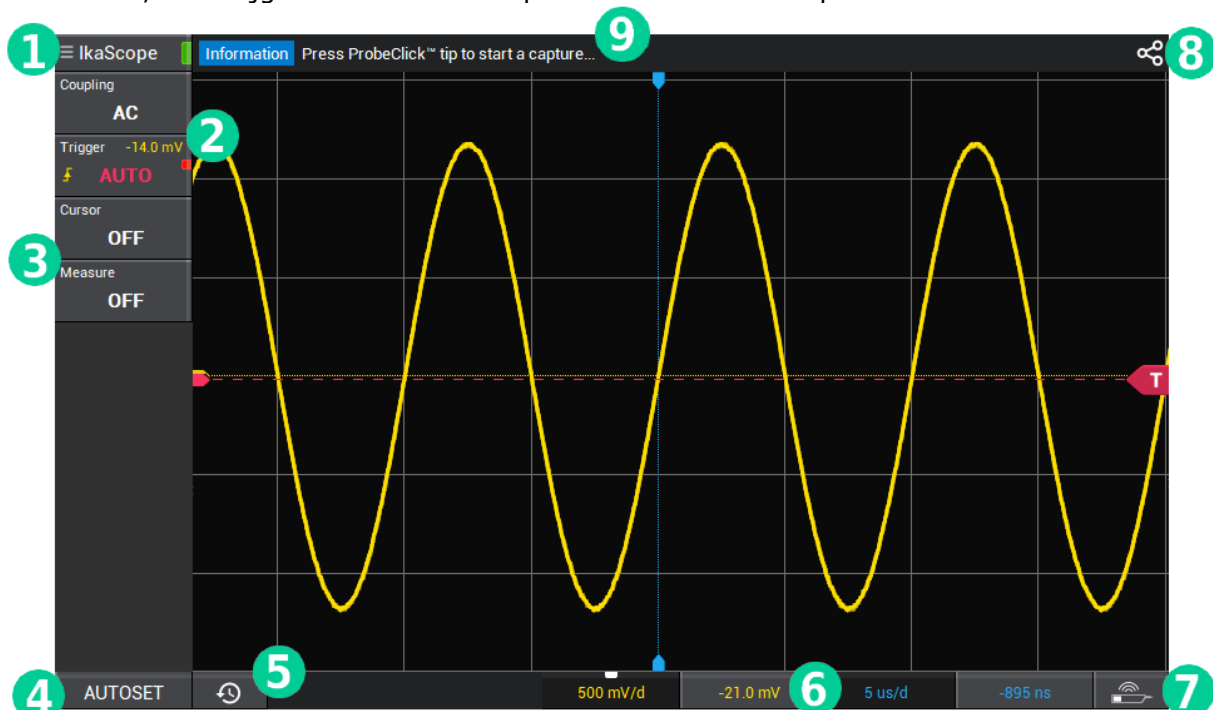 1
≡ IkaScope
Information Press ProbeClick™ tip to start a capture...
9
8
Coupling
AC
2
Trigger -14.0 mV
AUTO
Cursor
OFF
3
Measure
OFF
T
4
AUTOSET
5
500 mV/d
-21.0 mV
6
5 us/d
-895 ns
7